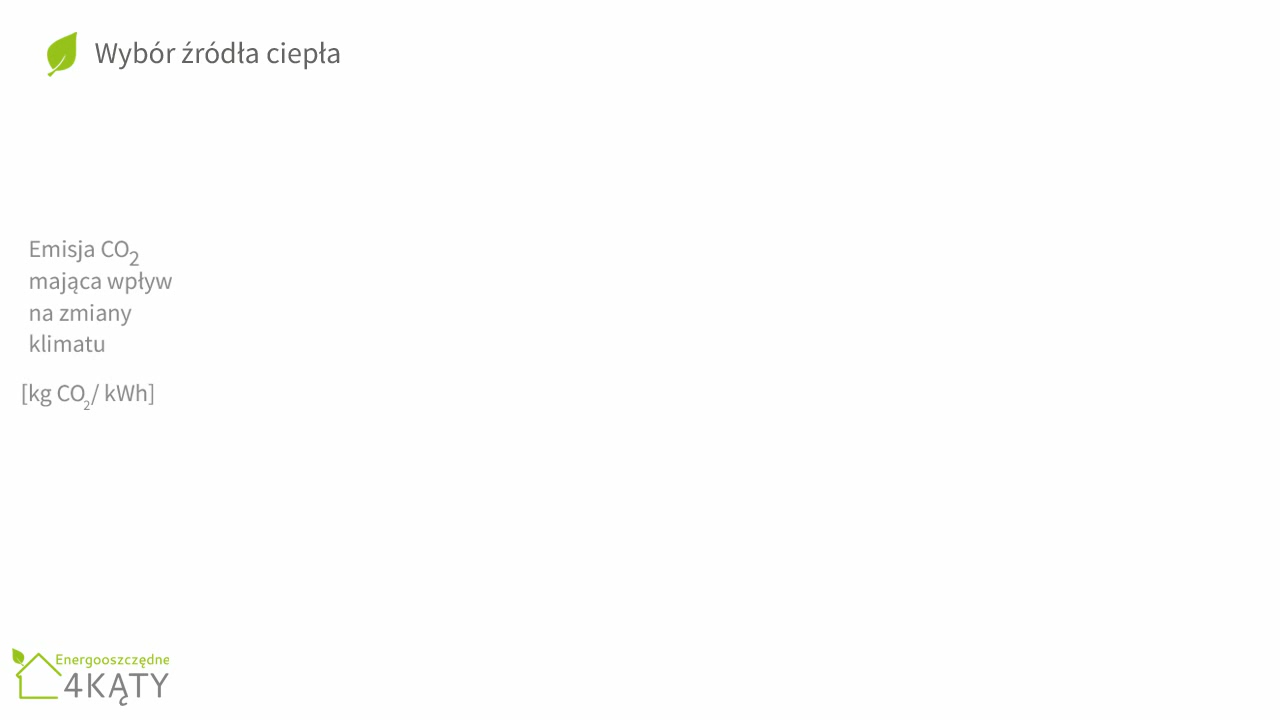 Wybór źródła ciepła
Emisja CO₂
mająca wpływ
na zmiany
klimatu
[kg CO₂/ kWh]
Energooszczędne
4KĄTY